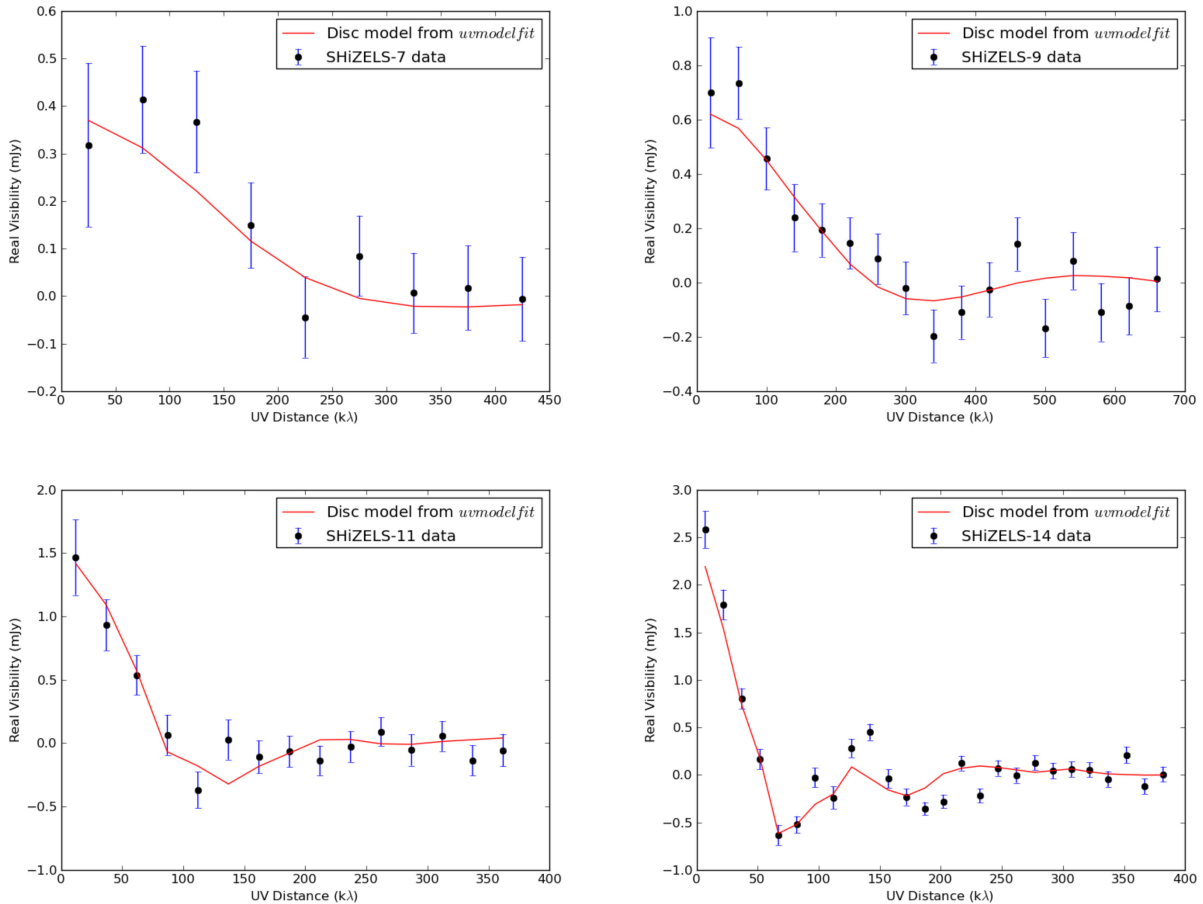 0.6
0.5
0.4
0.3
0.2
0.1
0.0
−0.1
−0.2
0 50 100 150 200 250 300 350 400 450
UV Distance (kλ)
Real Visibility (mJy)
Disc model from uvmodelfit
SHiZELS-7 data
1.0
0.8
0.6
0.4
0.2
0.0
−0.2
−0.4
0 100 200 300 400 500 600 700
UV Distance (kλ)
Real Visibility (mJy)
Disc model from uvmodelfit
SHiZELS-9 data
2.0
1.5
1.0
0.5
0.0
−0.5
−1.0
0 50 100 150 200 250 300 350 400
UV Distance (kλ)
Real Visibility (mJy)
Disc model from uvmodelfit
SHiZELS-11 data
3.0
2.5
2.0
1.5
1.0
0.5
0.0
−0.5
−1.0
0 50 100 150 200 250 300 350 400
UV Distance (kλ)
Real Visibility (mJy)
Disc model from uvmodelfit
SHiZELS-14 data